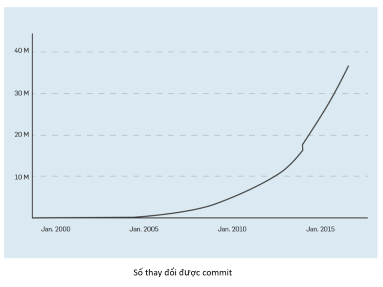 40 M
30 M
20 M
10 M
Jan. 2000 Jan. 2005 Jan. 2010 Jan. 2015
Số thay đổi được commit